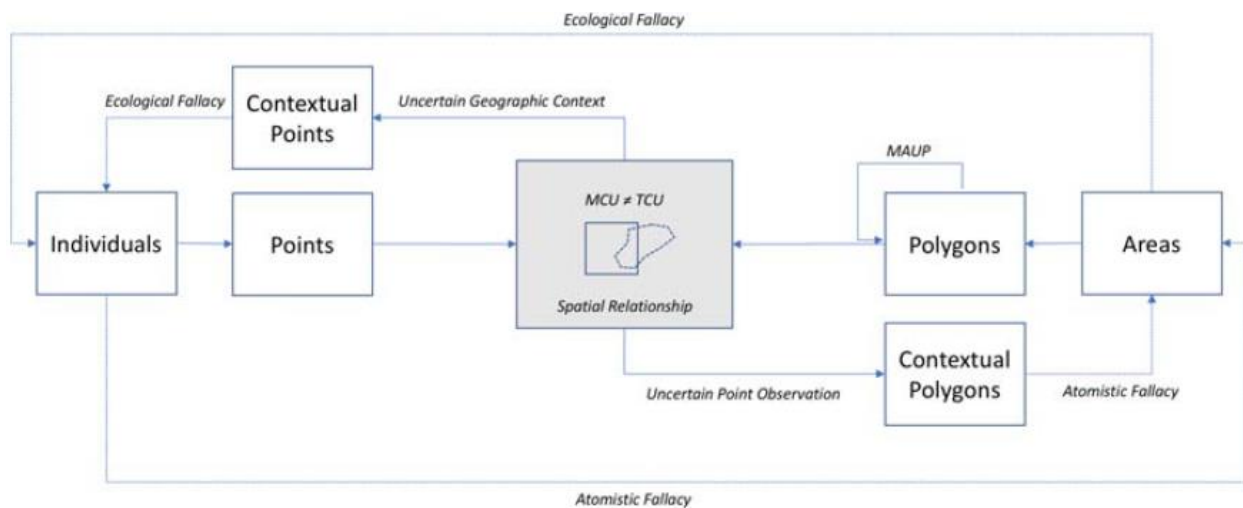 Ecological Fallacy
Ecological Fallacy
Contextual
Points
Uncertain Geographic Context
MAUP
Individuals
Points
MCU ≠ TCU
Spatial Relationship
Polygons
Areas
Uncertain Point Observation
Contextual
Polygons
Atomistic Fallacy
Atomistic Fallacy